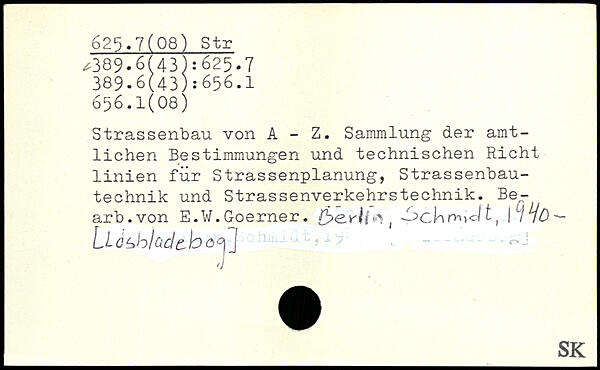 625.7(08) Str
389.6(43):625.7
389.6(43):656.1
656.1(08)
Strassenbau von A - Z. Sammlung der amt-
lichen Bestimmungen und technischen Richt
linien für Strassenplanung, Strassenbau-
technik und Strassenverkehrstechnik. Be-
arb.von E.W.Goerner. Berlin, Schmidt, 1940-
[Løsbladebog]
SK